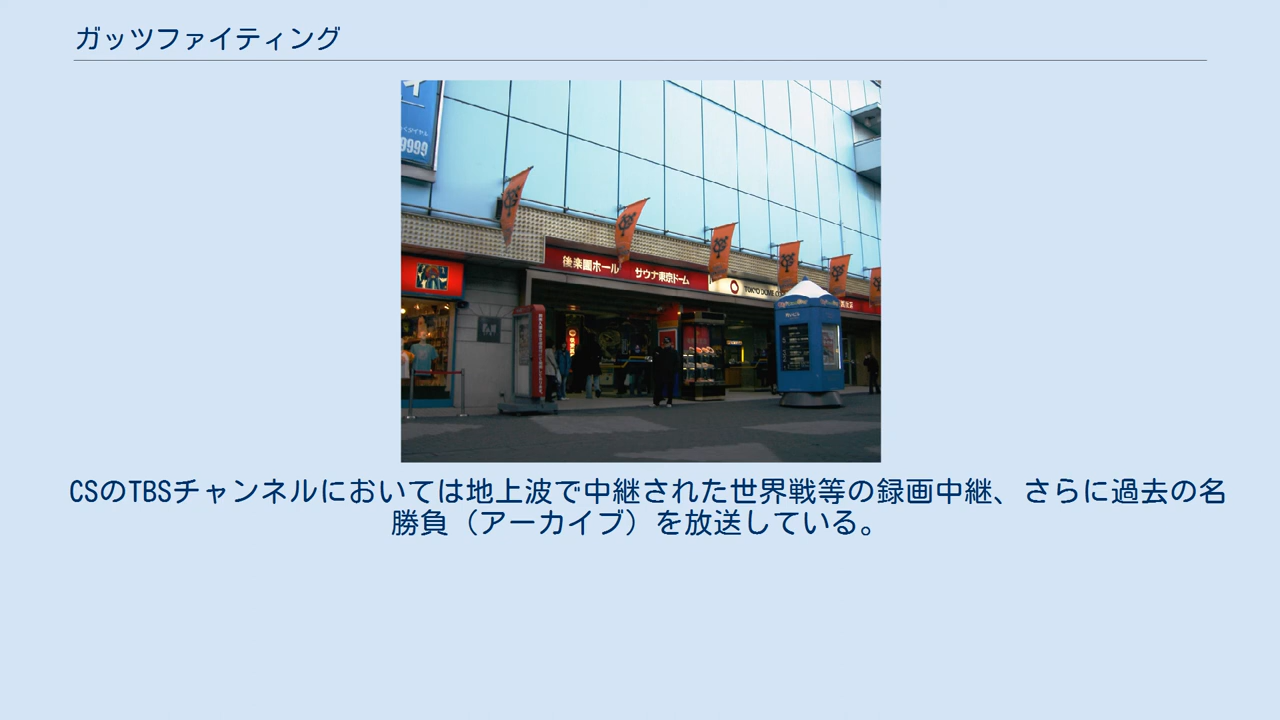 ガッツファイティング
9999
後楽園ホール サウナ東京ドーム
TOKYO DOME
CSのTBSチャンネルにおいては地上波で中継された世界戦等の録画中継、さらに過去の名
勝負（アーカイブ）を放送している。